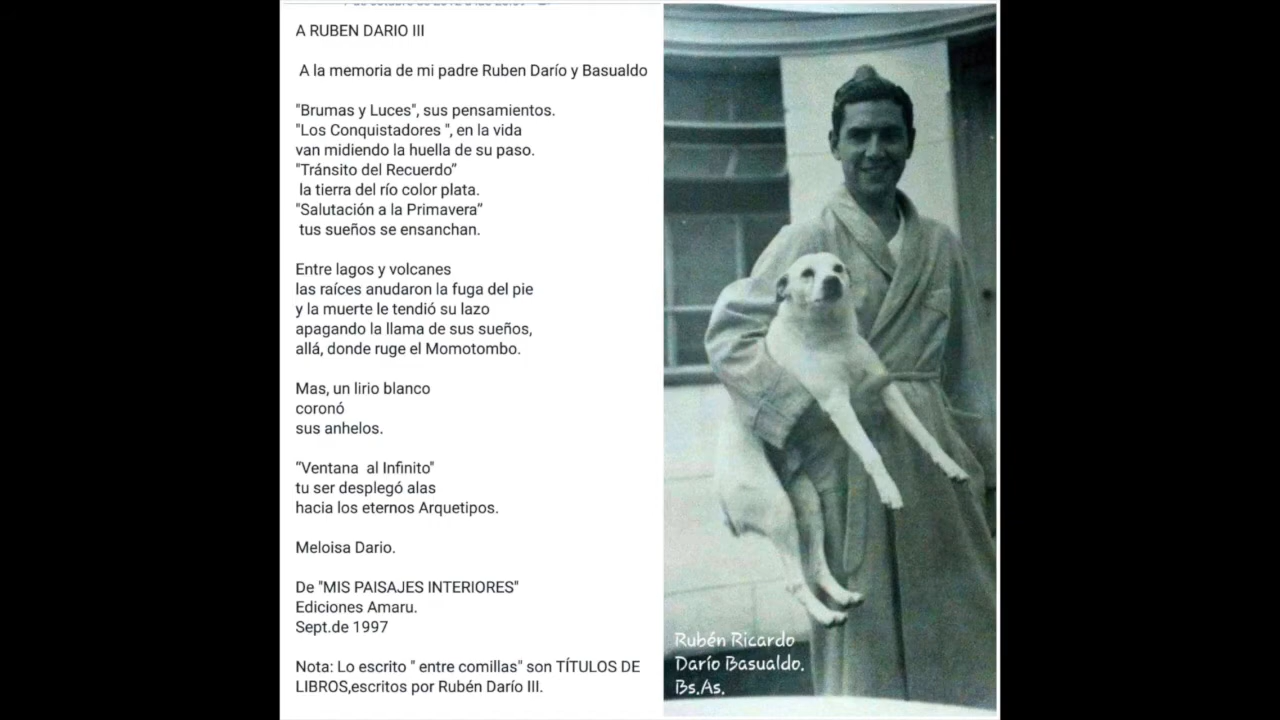 A RUBEN DARIO III
A la memoria de mi padre Ruben Darío y Basualdo
"Brumas y Luces", sus pensamientos.
"Los Conquistadores ", en la vida
van midiendo la huella de su paso.
"Tránsito del Recuerdo”
la tierra del río color plata.
"Salutación a la Primavera”
tus sueños se ensanchan.
Entre lagos y volcanes
las raíces anudaron la fuga del pie
y la muerte le tendió su lazo
apagando la llama de sus sueños,
allá, donde ruge el Momotombo.
Mas, un lirio blanco
coronó
sus anhelos.
“Ventana  al Infinito"
tu ser desplegó alas
hacia los eternos Arquetipos.
Meloisa Dario.
De "MIS PAISAJES INTERIORES"
Ediciones Amaru.
Sept.de 1997
Nota: Lo escrito " entre comillas" son TÍTULOS DE
LIBROS,escritos por Rubén Darío III.
Rubén Ricardo
Darío Basualdo.
Bs.As.